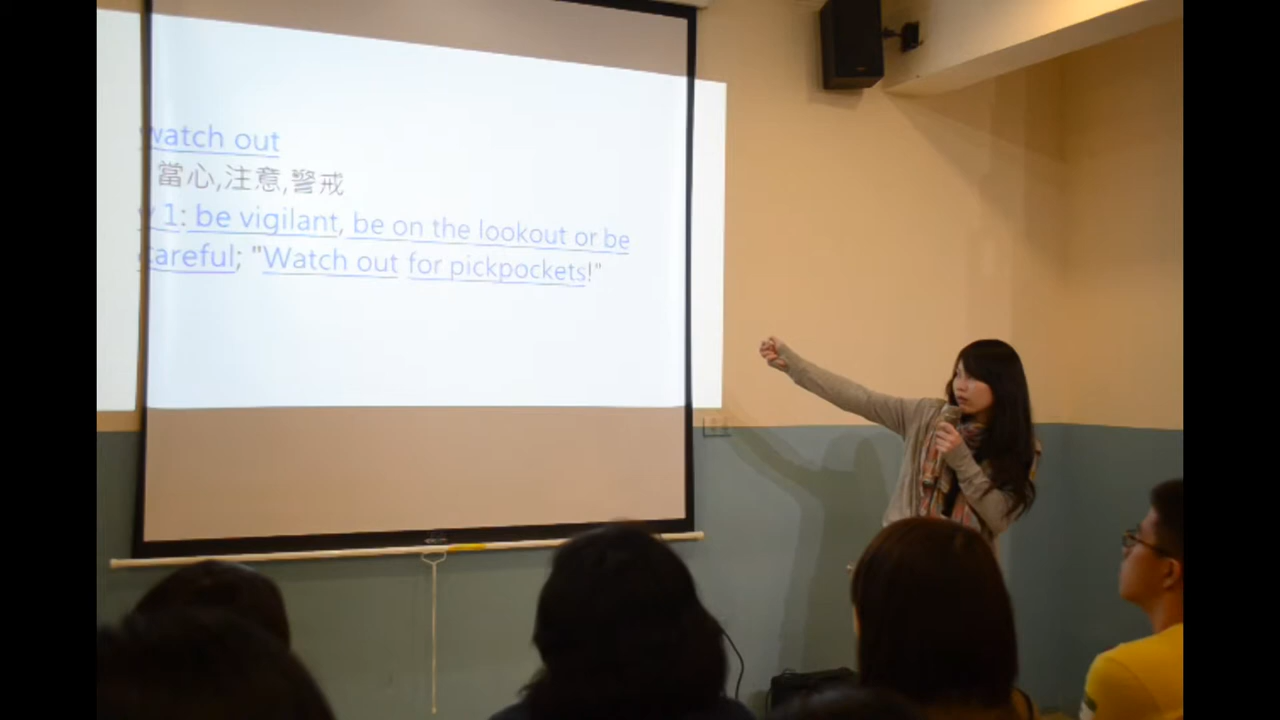 watch out
當心,注意,警戒
v 1: be vigilant, be on the lookout or be
careful; "Watch out for pickpockets!"